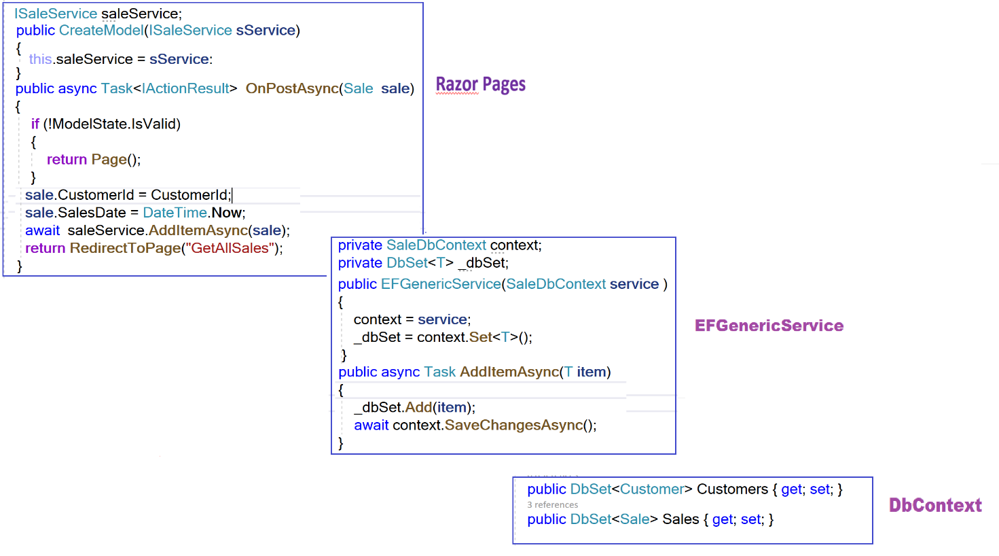 ISaleService saleService;
public CreateModel(ISaleService sService)
{
this.saleService = sService:
}
public async Task<IActionResult> OnPostAsync(Sale sale)
{
if (!ModelState.IsValid)
{
return Page();
}
sale.CustomerId = CustomerId;
sale.SalesDate = DateTime.Now;
await saleService.AddItemAsync(sale);
return RedirectToPage("GetAllSales");
}
Razor Pages
private SaleDbContext context;
private DbSet<T> _dbSet;
public EFGenericService(SaleDbContext service )
{
context = service;
_dbSet = context.Set<T>();
}
public async Task AddItemAsync(T item)
{
_dbSet.Add(item);
await context.SaveChangesAsync();
}
EFGenericService
public DbSet<Customer> Customers { get; set; }
3 references
public DbSet<Sale> Sales { get; set; }
DbContext